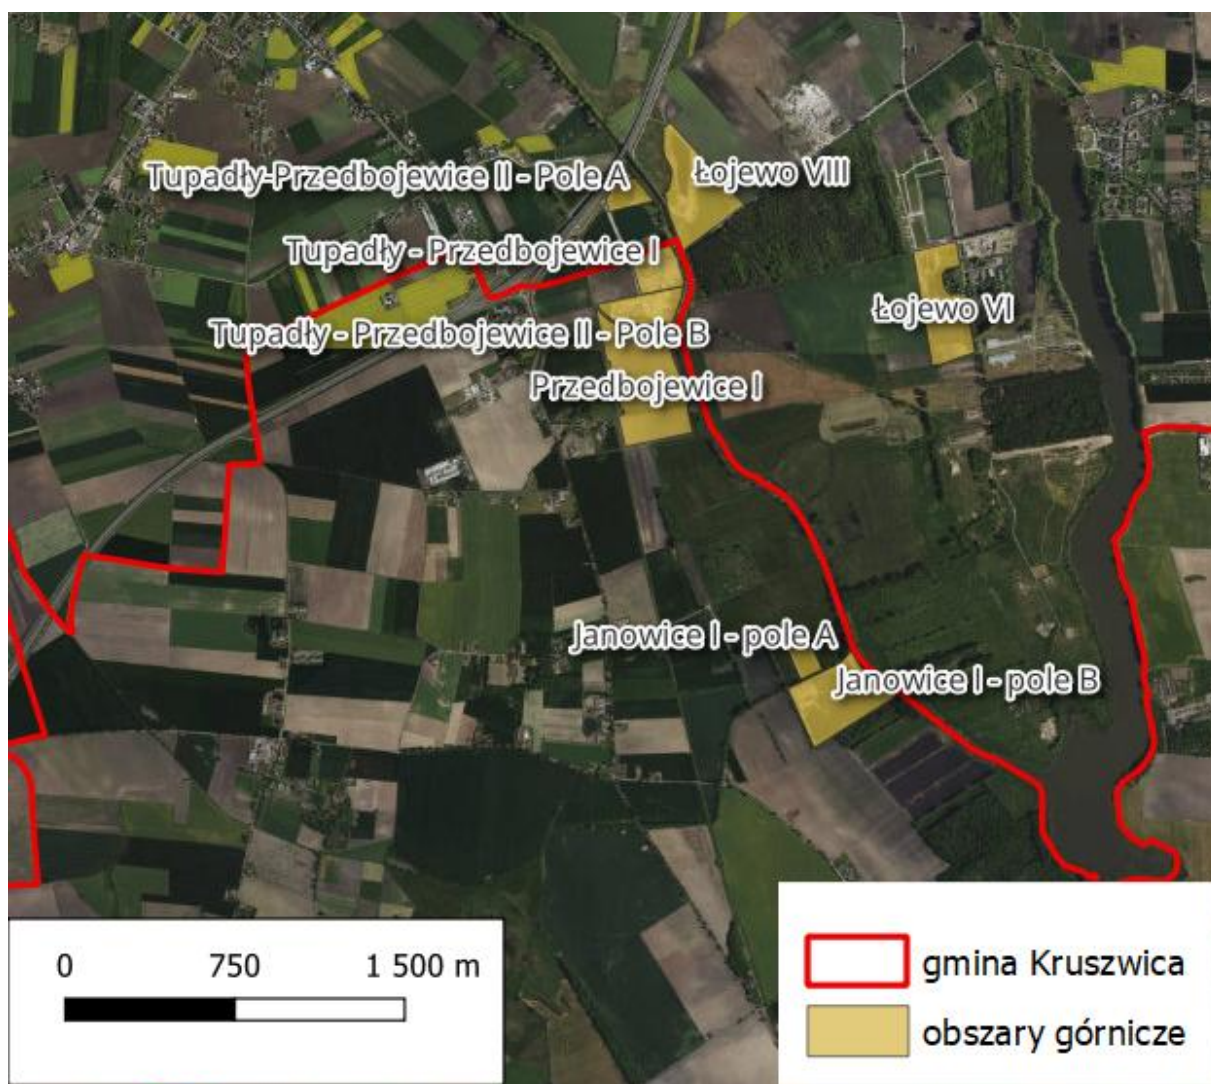 Tupadły-Przedbojewice II - Pole A
Łojewo VIII
Tupadły - Przedbojewice I
Łojewo VI
Tupadły - Przedbojewice II - Pole B
Przedbojewice I
Janowice I - pole A
Janowice I - pole B
0 750 1 500 m
gmina Kruszwica
obszary górnicze